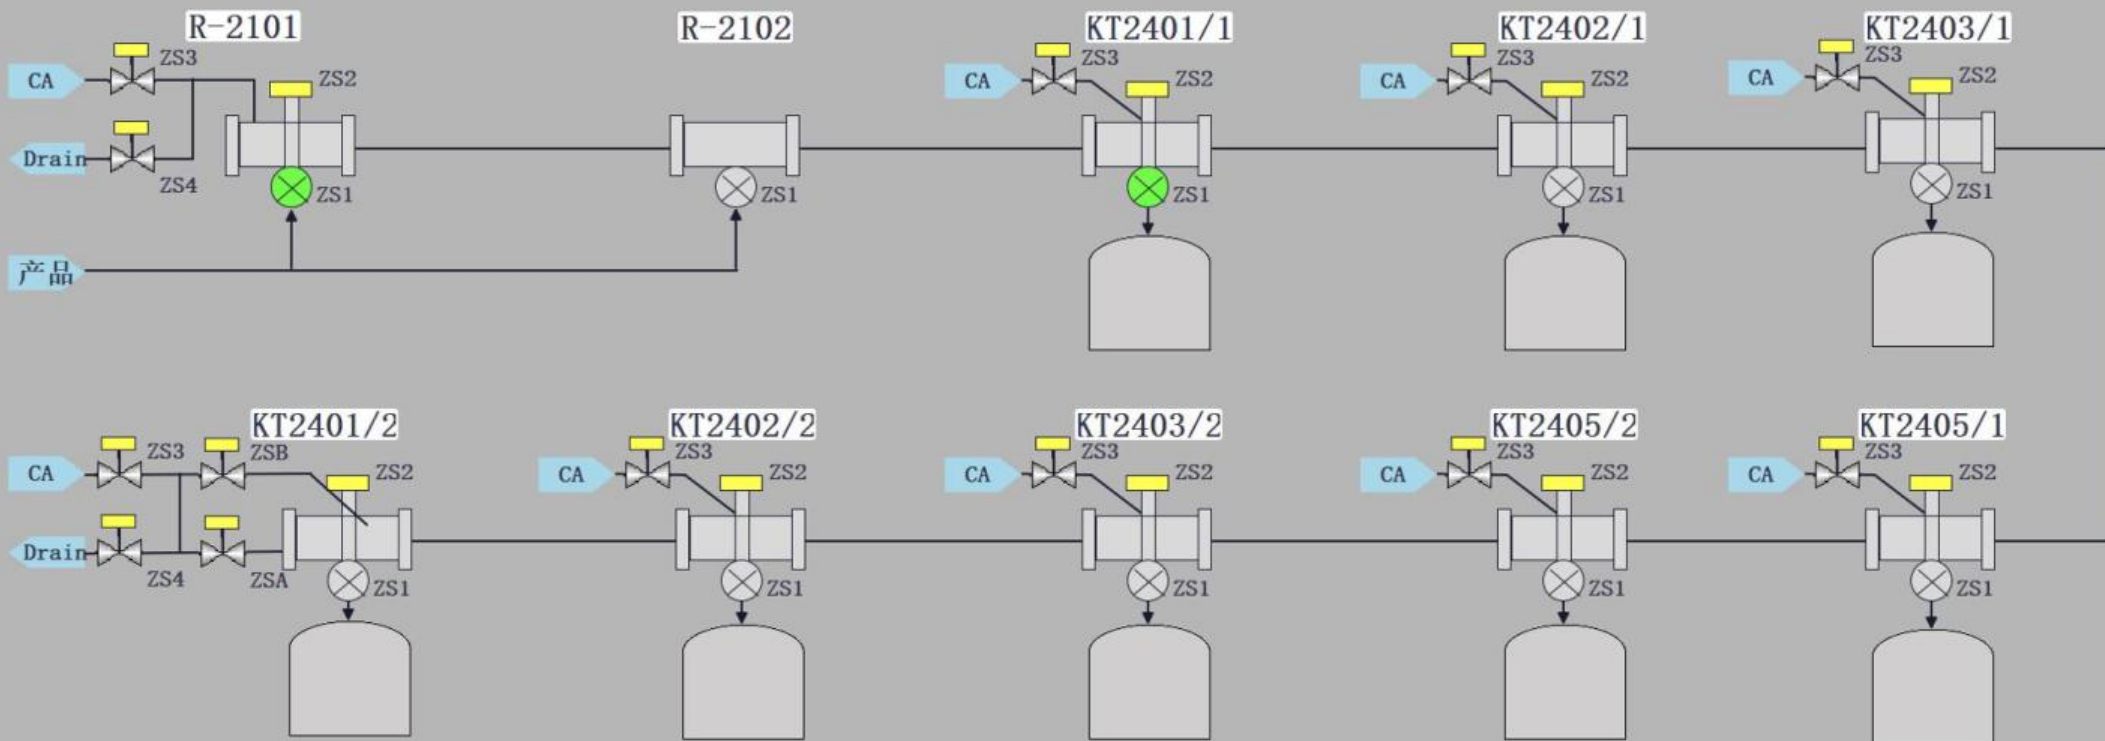 R-2101
R-2102
KT2401/1
KT2402/1
KT2403/1
ZS3
ZS3
ZS3
ZS3
CA
ZS2
CA
ZS2
CA
ZS2
CA
ZS2
Drain
ZS4
ZS1
ZS1
ZS1
ZS1
ZS1
产品
KT2401/2
KT2402/2
KT2403/2
KT2405/2
KT2405/1
ZS3
ZSB
ZS3
ZS3
ZS3
ZS3
CA
ZS2
CA
ZS2
CA
ZS2
CA
ZS2
CA
ZS2
Drain
ZS4
ZSA
ZS1
ZS1
ZS1
ZS1
ZS1